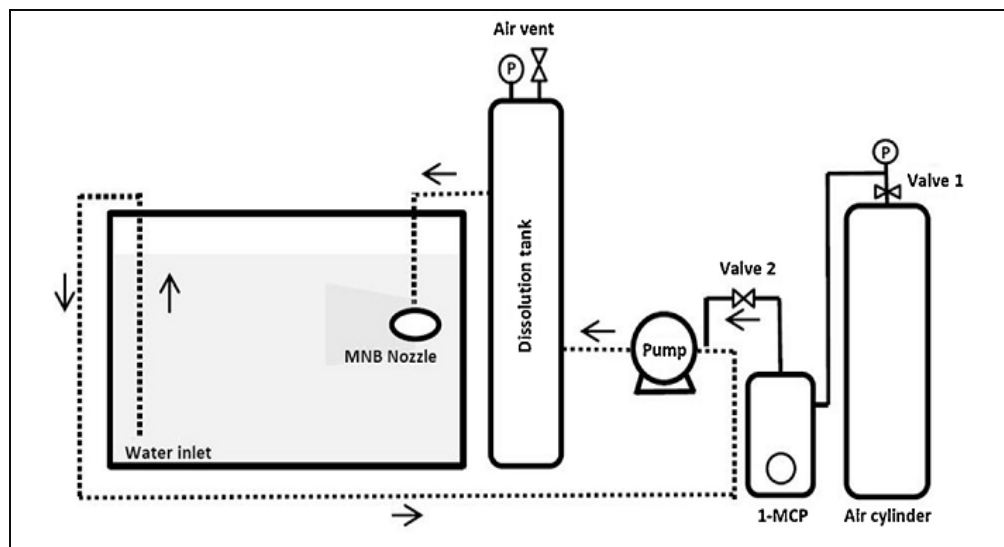 Air vent
P
P
Valve 1
Dissolution tank
Valve 2
MNB Nozzle
Pump
Water inlet
1-MCP
Air cylinder